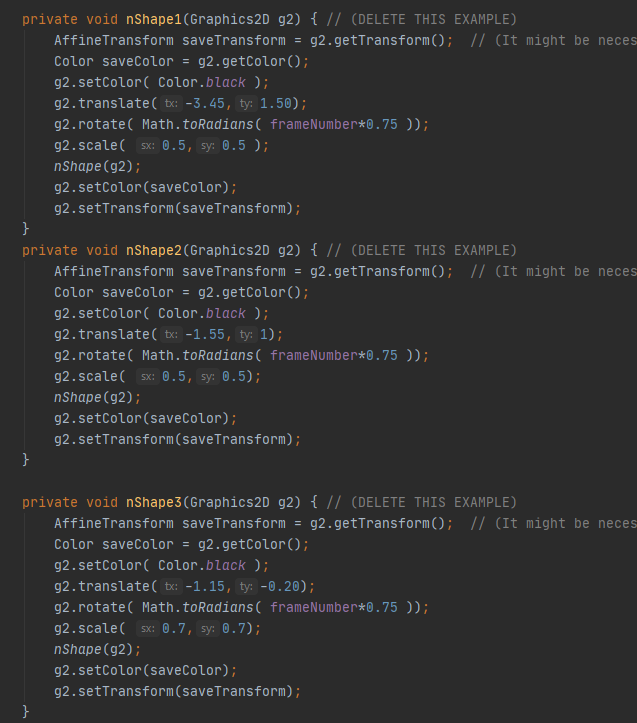 private void nShape1(Graphics2D g2) { // (DELETE THIS EXAMPLE)
AffineTransform saveTransform = g2.getTransform();  // (It might be neces
Color saveColor = g2.getColor();
g2.setColor( Color.black );
g2.translate( tx: -3.45, ty: 1.50);
g2.rotate( Math.toRadians( frameNumber*0.75 ));
g2.scale( sx: 0.5, sy: 0.5 );
nShape(g2);
g2.setColor(saveColor);
g2.setTransform(saveTransform);
}
private void nShape2(Graphics2D g2) { // (DELETE THIS EXAMPLE)
AffineTransform saveTransform = g2.getTransform();  // (It might be neces
Color saveColor = g2.getColor();
g2.setColor( Color.black );
g2.translate( tx: -1.55, ty: 1);
g2.rotate( Math.toRadians( frameNumber*0.75 ));
g2.scale( sx: 0.5, sy: 0.5);
nShape(g2);
g2.setColor(saveColor);
g2.setTransform(saveTransform);
}
private void nShape3(Graphics2D g2) { // (DELETE THIS EXAMPLE)
AffineTransform saveTransform = g2.getTransform();  // (It might be neces
Color saveColor = g2.getColor();
g2.setColor( Color.black );
g2.translate( tx: -1.15, ty: -0.20);
g2.rotate( Math.toRadians( frameNumber*0.75 ));
g2.scale( sx: 0.7, sy: 0.7);
nShape(g2);
g2.setColor(saveColor);
g2.setTransform(saveTransform);
}